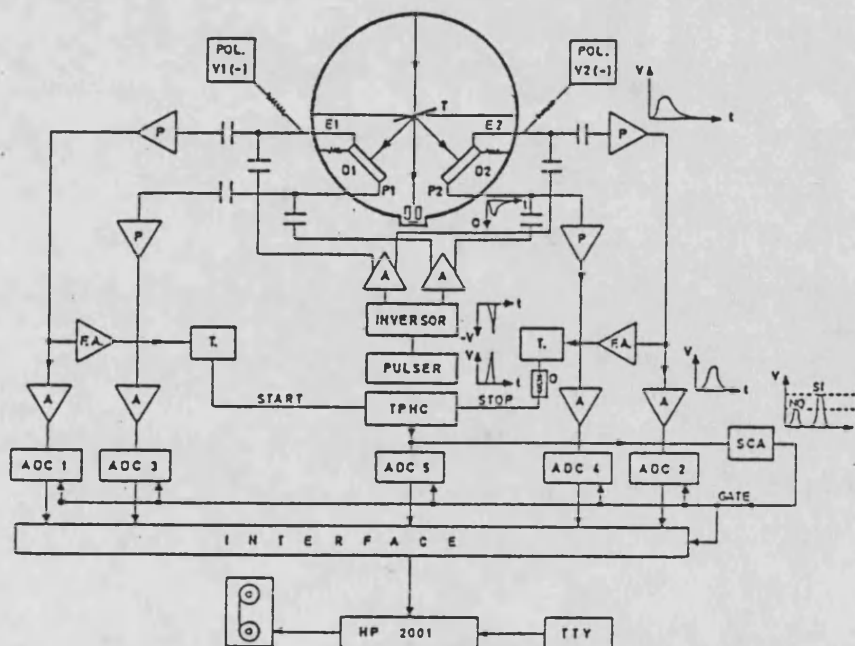 POL.
V1(-)
POL.
V2(-)
V
t
T
E1
E2
P
P
D1
D2
P1
P2
t
Q
P
P
A
A
INVERSOR
-V
t
F.A.
T.
T.
F.A.
PULSER
V
t
V
t
V
NO
SI
A
A
START
TPHC
STOP
A
A
SCA
ADC 1
ADC 3
ADC 5
ADC 4
ADC 2
GATE
INTERFACE
HP 2001
TTY